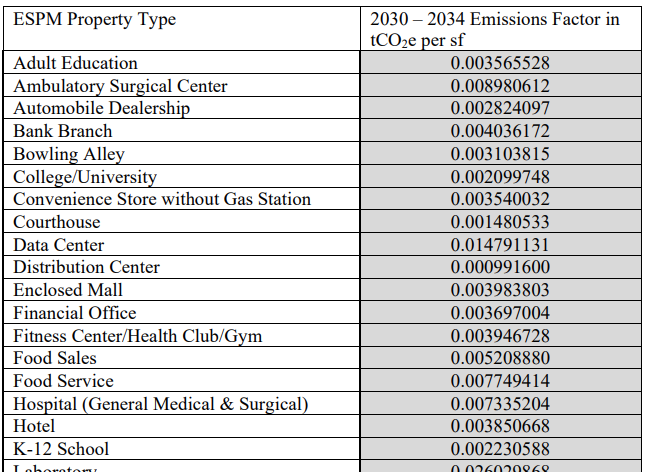 ESPM Property Type 2030 – 2034 Emissions Factor in
tCO₂e per sf
Adult Education 0.003565528
Ambulatory Surgical Center 0.008980612
Automobile Dealership 0.002824097
Bank Branch 0.004036172
Bowling Alley 0.003103815
College/University 0.002099748
Convenience Store without Gas Station 0.003540032
Courthouse 0.001480533
Data Center 0.014791131
Distribution Center 0.000991600
Enclosed Mall 0.003983803
Financial Office 0.003697004
Fitness Center/Health Club/Gym 0.003946728
Food Sales 0.005208880
Food Service 0.007749414
Hospital (General Medical & Surgical) 0.007335204
Hotel 0.003850668
K-12 School 0.002230588
Laboratory 0.026029868